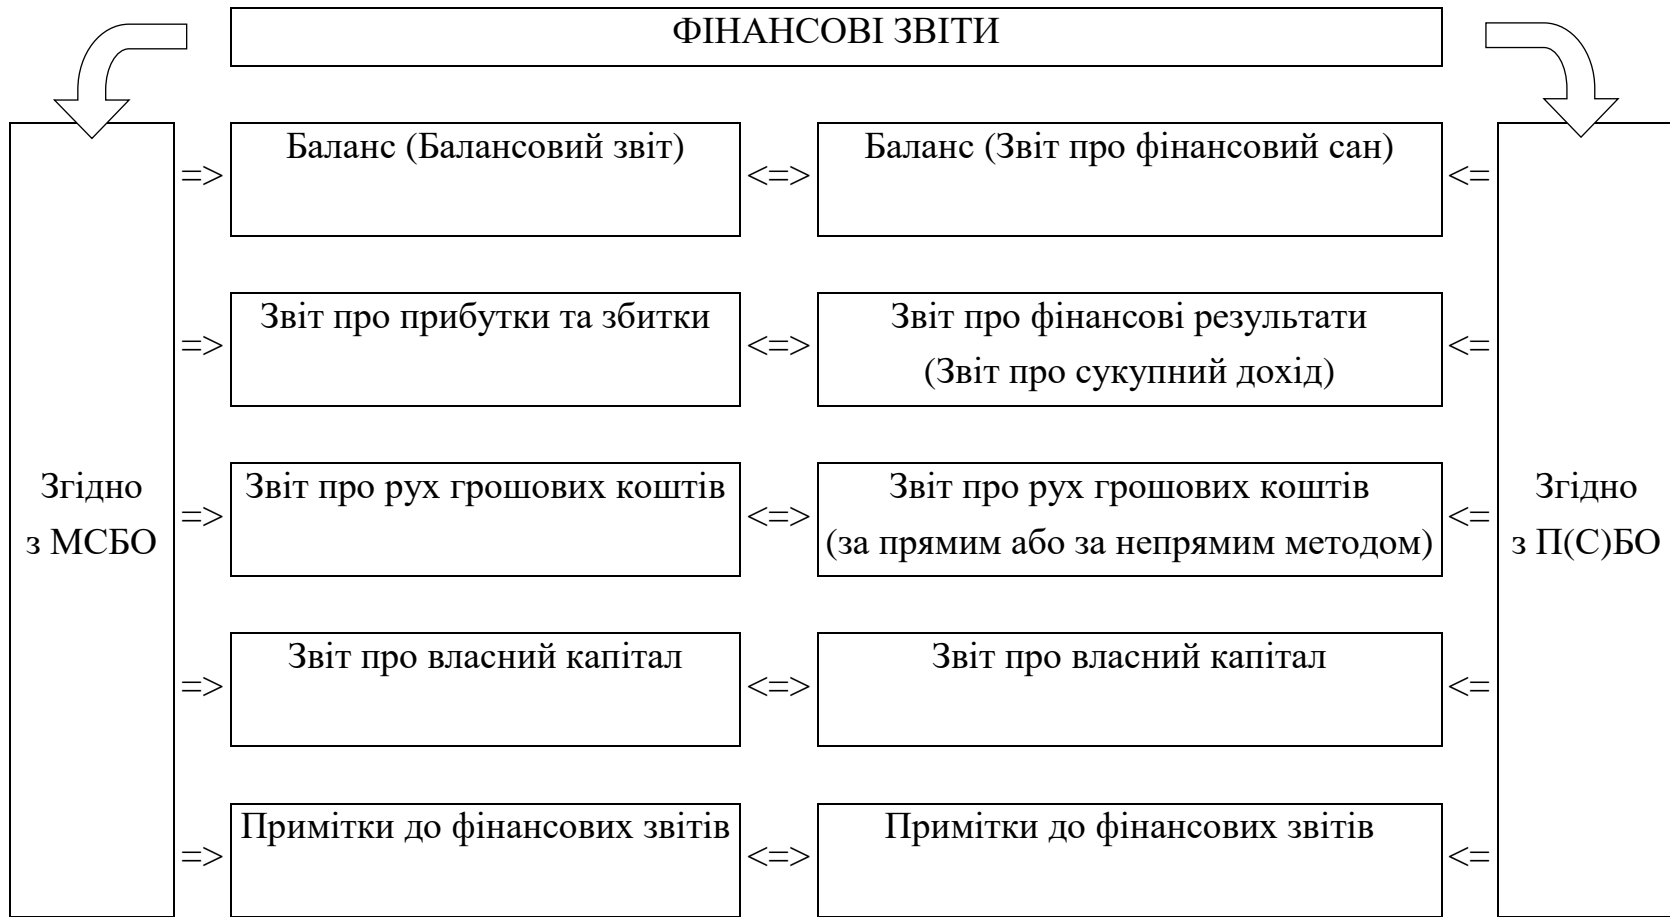 ФІНАНСОВІ ЗВІТИ
Баланс (Балансовий звіт)
<=>
Баланс (Звіт про фінансовий сан)
=>
<=
Звіт про прибутки та збитки
<=>
Звіт про фінансові результати
(Звіт про сукупний дохід)
=>
<=
Згідно
з МСБО
=>
Звіт про рух грошових коштів
<=>
Звіт про рух грошових коштів
(за прямим або за непрямим методом)
<=
Згідно
з П(С)БО
=>
Звіт про власний капітал
<=>
Звіт про власний капітал
<=
=>
Примітки до фінансових звітів
<=>
Примітки до фінансових звітів
<=